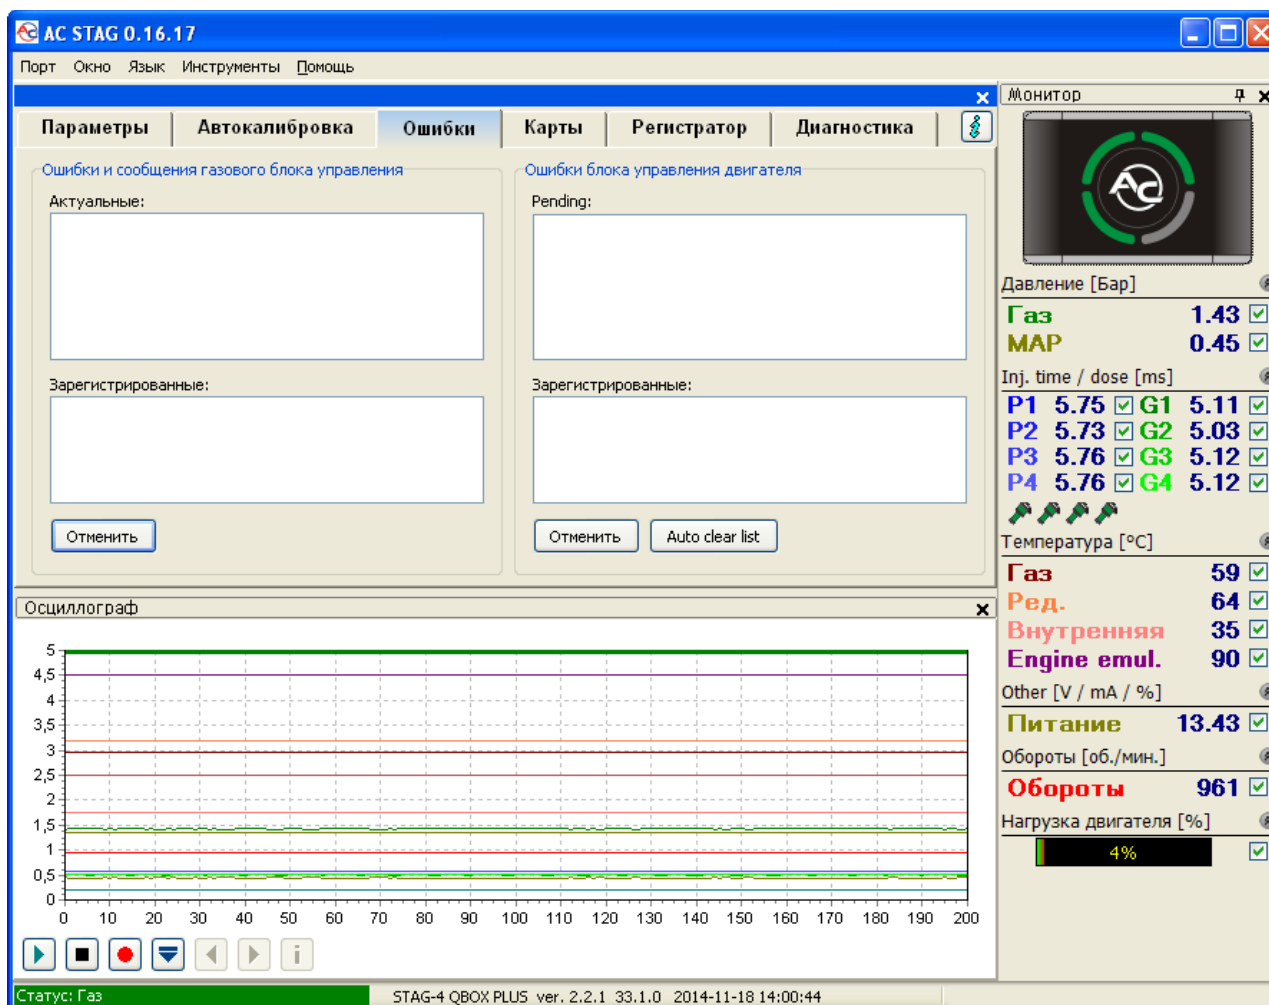 AC STAG 0.16.17
Порт Окно Язык Инструменты Помощь
Параметры Автокалибровка Ошибки Карты Регистратор Диагностика
Ошибки и сообщения газового блока управления
Актуальные:
Зарегистрированные:
Отменить
Ошибки блока управления двигателя
Pending:
Зарегистрированные:
Отменить Auto clear list
Осциллограф
5
4,5
4
3,5
3
2,5
2
1,5
1
0,5
0
0 10 20 30 40 50 60 70 80 90 100 110 120 130 140 150 160 170 180 190 200
Монитор
AC
Давление [Бар]
Газ 1.43
MAP 0.45
Inj. time / dose [ms]
P1 5.75 G1 5.11
P2 5.73 G2 5.03
P3 5.76 G3 5.12
P4 5.76 G4 5.12
Температура [°C]
Газ 59
Ред. 64
Внутренняя 35
Engine emul. 90
Other [V / mA / %]
Питание 13.43
Обороты [об./мин.]
Обороты 961
Нагрузка двигателя [%]
4%
Статус: Газ
STAG-4 QBOX PLUS ver. 2.2.1 33.1.0 2014-11-18 14:00:44